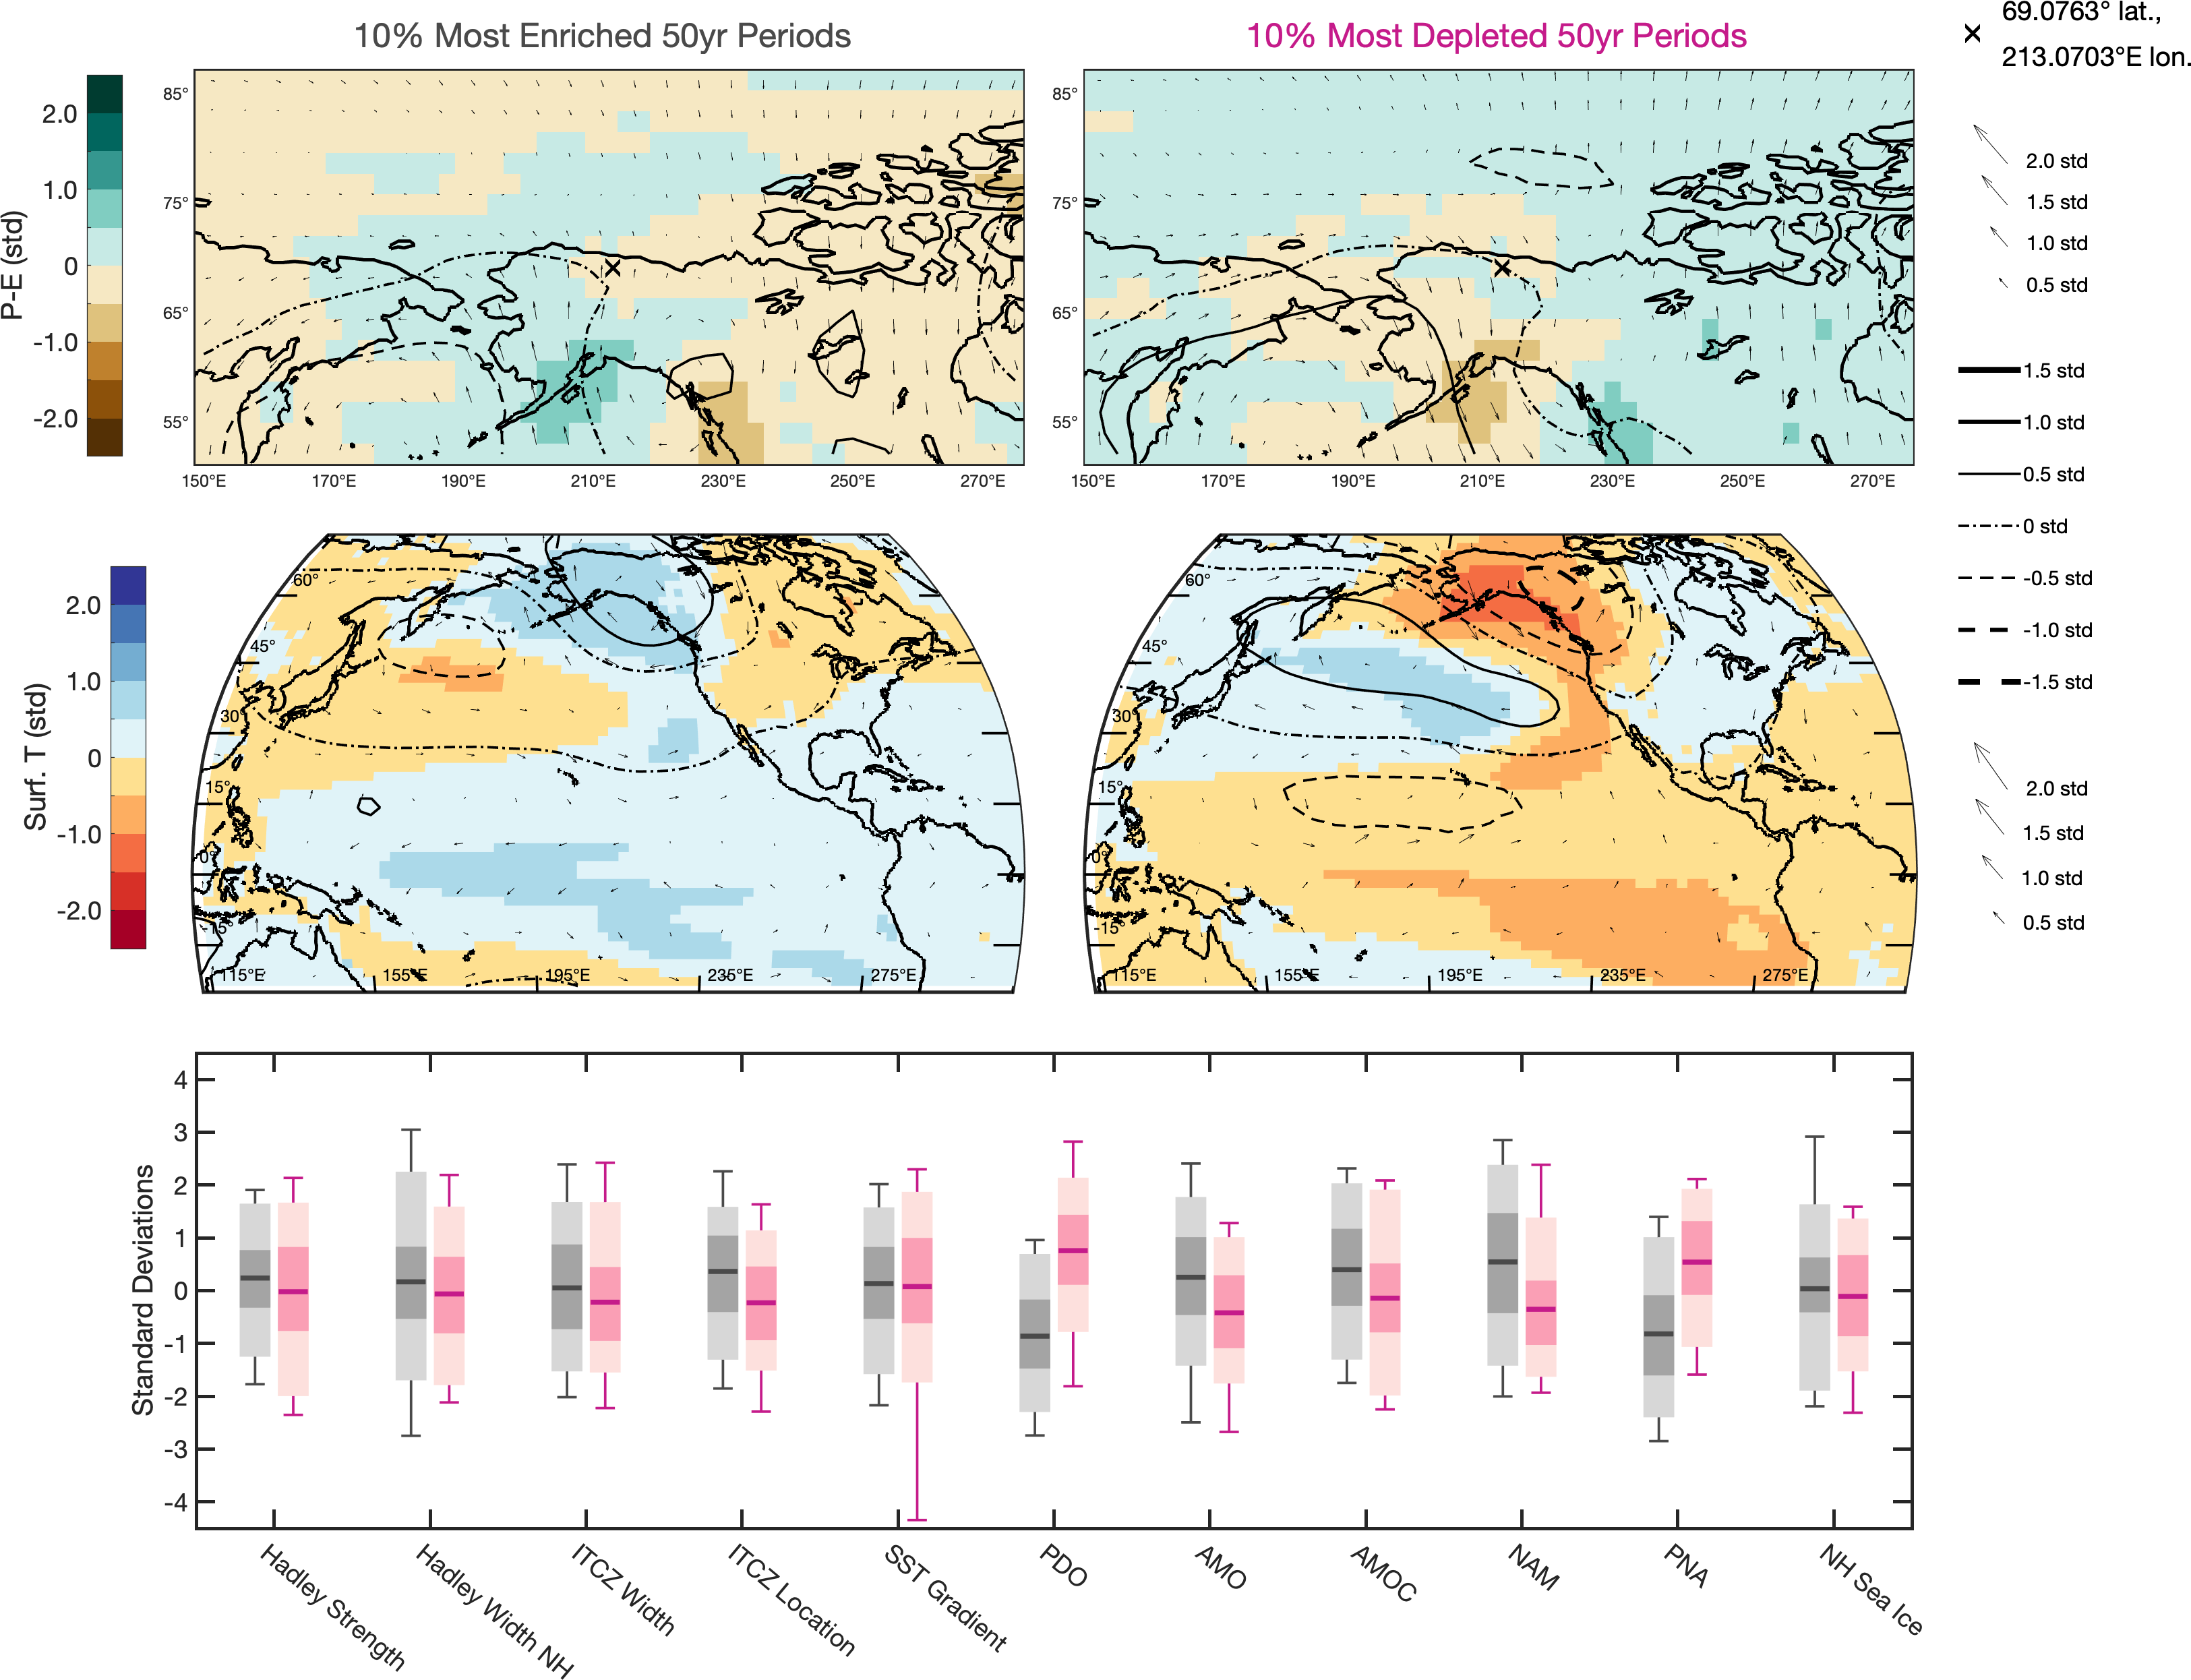 10% Most Enriched 50yr Periods
10% Most Depleted 50yr Periods
69.0763° lat.,
213.0703°E lon.
P-E (std)
2.0
1.0
0
-1.0
-2.0
85°
75°
65°
55°
150°E 170°E 190°E 210°E 230°E 250°E 270°E
85°
75°
65°
55°
150°E 170°E 190°E 210°E 230°E 250°E 270°E
2.0 std
1.5 std
1.0 std
0.5 std
1.5 std
1.0 std
0.5 std
0 std
-0.5 std
-1.0 std
-1.5 std
2.0 std
1.5 std
1.0 std
0.5 std
Surf. T (std)
2.0
1.0
0
-1.0
-2.0
60°
45°
30°
15°
0°
-15°
115°E 155°E 195°E 235°E 275°E
60°
45°
30°
15°
0°
-15°
115°E 155°E 195°E 235°E 275°E
Standard Deviations
4
3
2
1
0
-1
-2
-3
-4
Hadley Strength
Hadley Width NH
ITCZ Width
ITCZ Location
SST Gradient
PDO
AMO
AMOC
NAM
PNA
NH Sea Ice